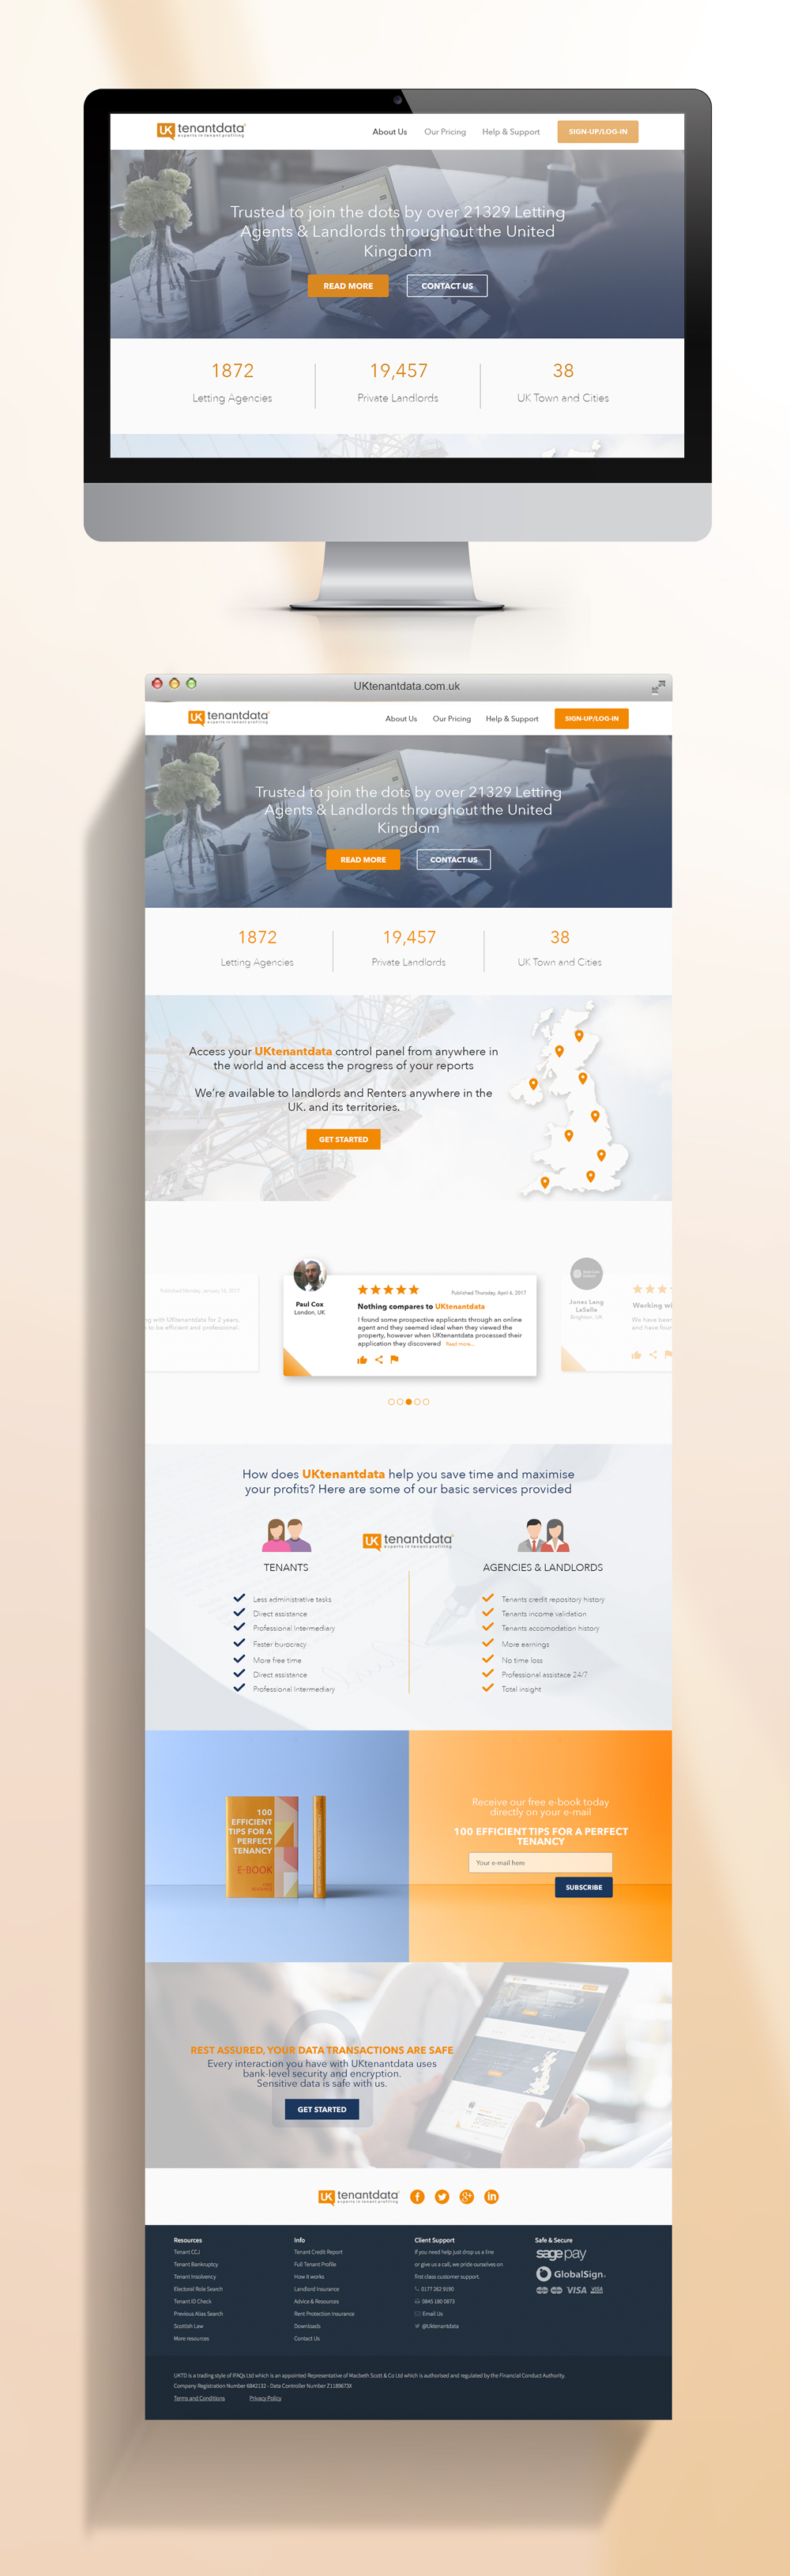 UK tenantdata
experts in tenant profiling
About Us
Our Pricing
Help & Support
SIGN-UP/LOG-IN
Trusted to join the dots by over 21329 Letting
Agents & Landlords throughout the United
Kingdom
READ MORE
CONTACT US
1872
19,457
38
Letting Agencies
Private Landlords
UK Town and Cities
UKtenantdata.com.uk
UK tenantdata
experts in tenant profiling
About Us
Our Pricing
Help & Support
SIGN-UP/LOG-IN
Trusted to join the dots by over 21329 Letting
Agents & Landlords throughout the United
Kingdom
READ MORE
CONTACT US
1872
19,457
38
Letting Agencies
Private Landlords
UK Town and Cities
Access your UKtenantdata control panel from anywhere in
the world and access the progress of your reports
We're available to landlords and Renters anywhere in the
UK. and its territories.
GET STARTED
Published Monday, January 16, 2017
ng with UKtenantdata for 2 years,
to be efficient and professional.
Paul Cox
London, UK
Published Thursday, April 6, 2017
Nothing compares to UKtenantdata
I found some prospective applicants through an online
agent and they seemed ideal when they viewed the
property, however when UKtenantdata processed their
application they discovered Read more...
Jones Lang
LaSelle
Brighton, UK
Working wi
We have been
and have four
How does UKtenantdata help you save time and maximise
your profits? Here are some of our basic services provided
UK tenantdata
experts in tenant profiling
TENANTS
Less administrative tasks
Direct assistance
Professional Intermediary
Faster burocracy
More free time
Direct assistance
Professional Intermediary
AGENCIES & LANDLORDS
Tenants credit repository history
Tenants income validation
Tenants accomodation history
More earnings
No time loss
Professional assistace 24/7
Total insight
100
EFFICIENT
TIPS FOR A
PERFECT
TENANCY
E-BOOK
Receive our free e-book today
directly on your e-mail
100 EFFICIENT TIPS FOR A PERFECT
TENANCY
Your e-mail here
SUBSCRIBE
REST ASSURED, YOUR DATA TRANSACTIONS ARE SAFE
Every interaction you have with UKtenantdata uses
bank-level security and encryption.
Sensitive data is safe with us.
GET STARTED
UK tenantdata
experts in tenant profiling
Resources
Tenant CCJ
Tenant Bankruptcy
Tenant Insolvency
Electoral Role Search
Tenant ID Check
Previous Alias Search
Scottish Law
More resources
Info
Tenant Credit Report
Full Tenant Profile
How it works
Landlord Insurance
Advice & Resources
Rent Protection Insurance
Downloads
Contact Us
Client Support
If you need help just drop us a line
or give us a call, we pride ourselves on
first class customer support.
0177 262 9190
0845 180 0873
Email Us
@Uktenantdata
Safe & Secure
sage pay
GlobalSign.
VISA
UKTD is a trading style of IFAQs Ltd which is an appointed Representative of Macbeth Scott & Co Ltd which is authorised and regulated by the Financial Conduct Authority.
Company Registration Number 6842132 - Data Controller Number Z1189673X
Terms and Conditions
Privacy Policy